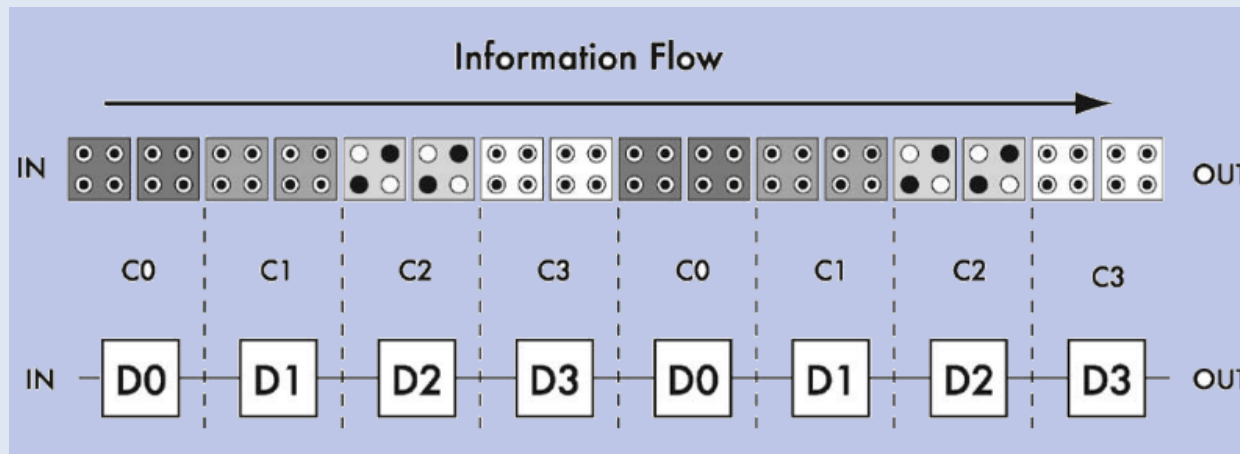 Information Flow
IN OUT
C0 C1 C2 C3 C0 C1 C2 C3
IN D0 D1 D2 D3 D0 D1 D2 D3 OUT